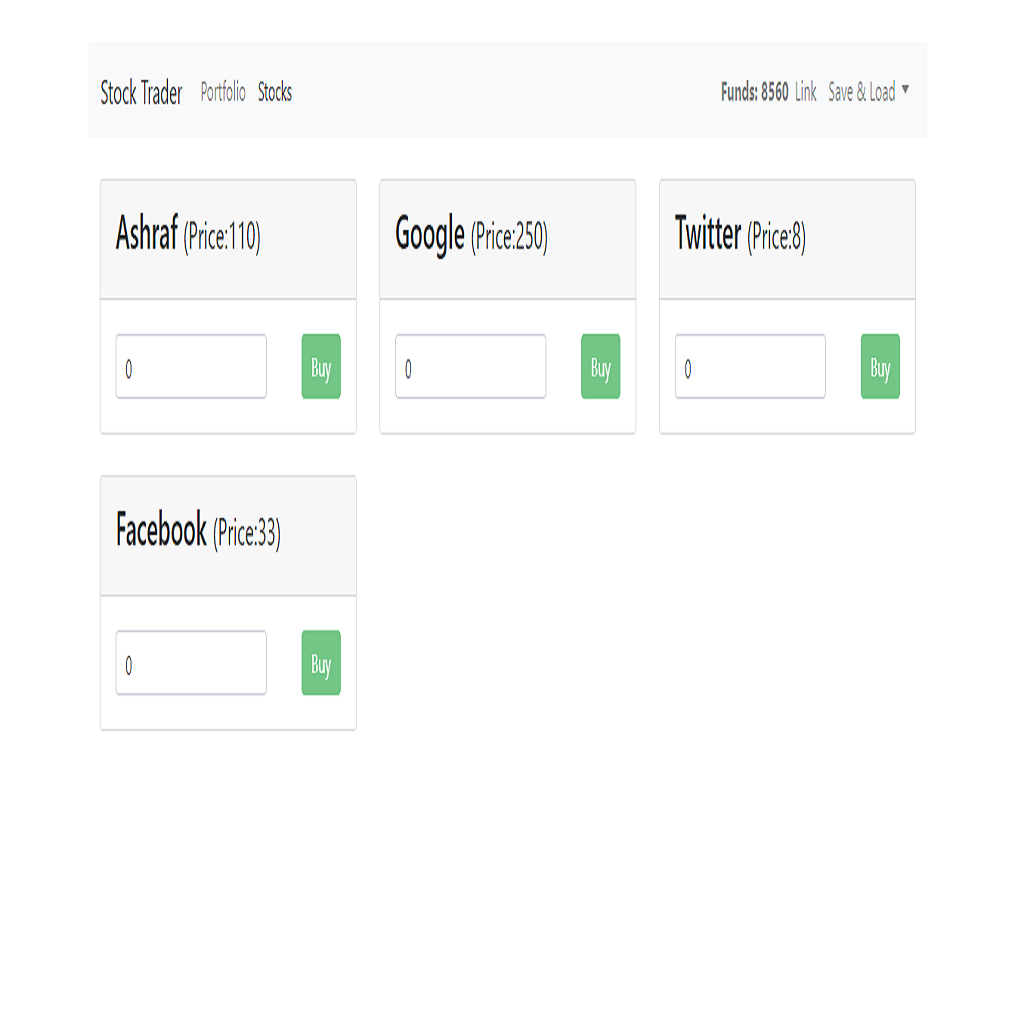 Stock Trader Portfolio Stocks Funds: 8560 Link Save & Load
Ashraf (Price:110) Google (Price:250) Twitter (Price:8)
0 Buy 0 Buy 0 Buy
Facebook (Price:33)
0 Buy